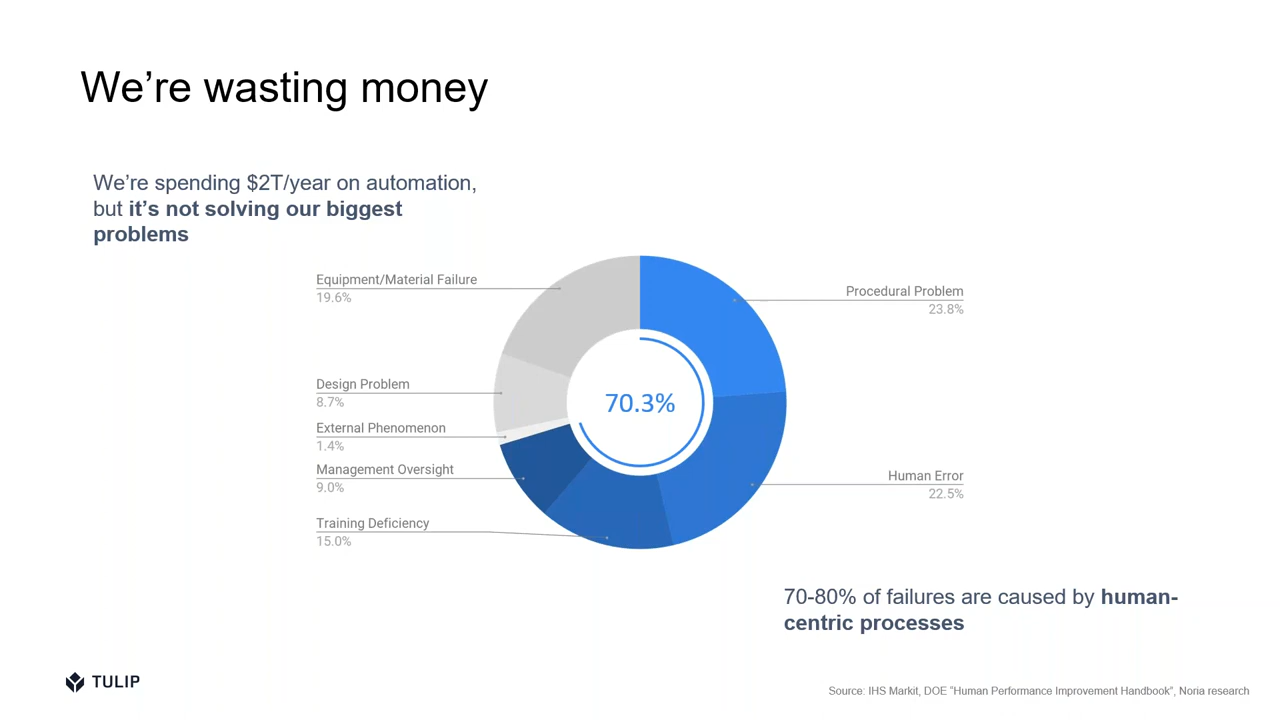 We’re wasting money
We’re spending $2T/year on automation,
but it’s not solving our biggest
problems
Equipment/Material Failure
19.6%
Design Problem
8.7%
External Phenomenon
1.4%
Management Oversight
9.0%
Training Deficiency
15.0%
70.3%
Procedural Problem
23.8%
Human Error
22.5%
70-80% of failures are caused by human-
centric processes
TULIP
Source: IHS Markit, DOE “Human Performance Improvement Handbook”, Noria research